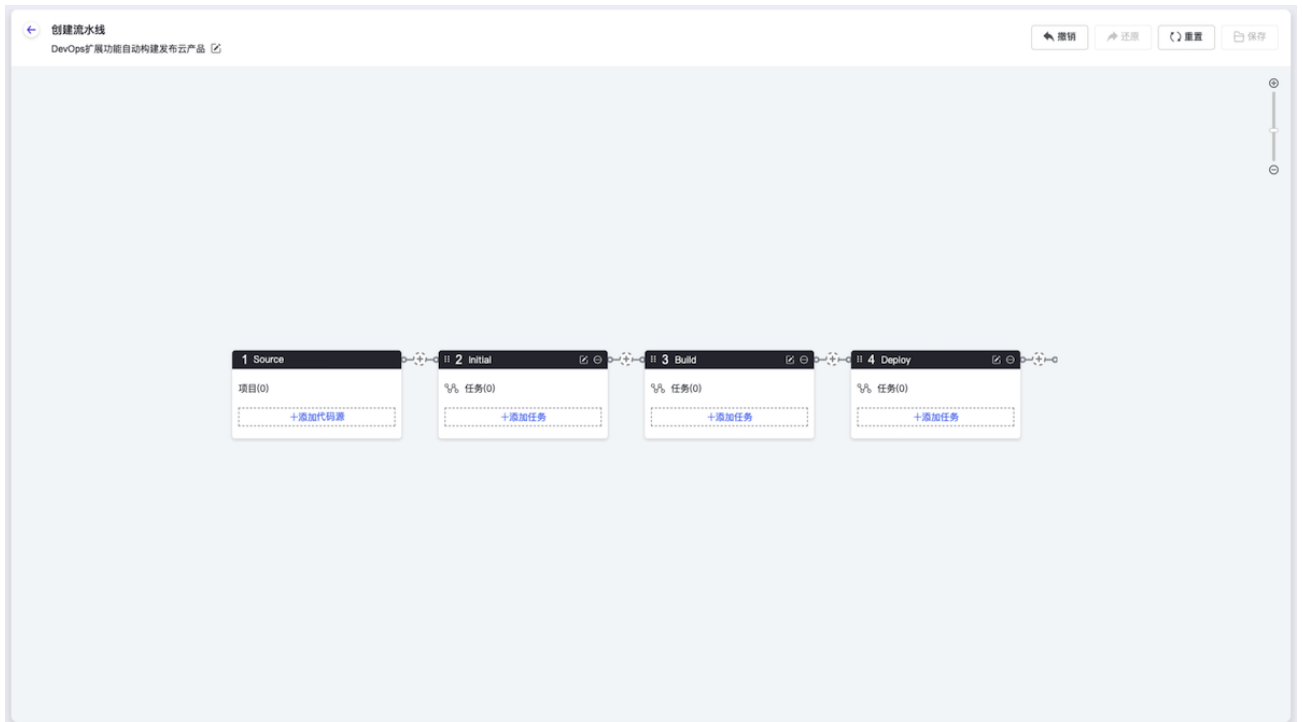 创建流水线
DevOps扩展功能自动构建发布云产品
撤销 还原 重置 保存
1 Source
项目(0)
+添加代码源
2 Initial
任务(0)
+添加任务
3 Build
任务(0)
+添加任务
4 Deploy
任务(0)
+添加任务